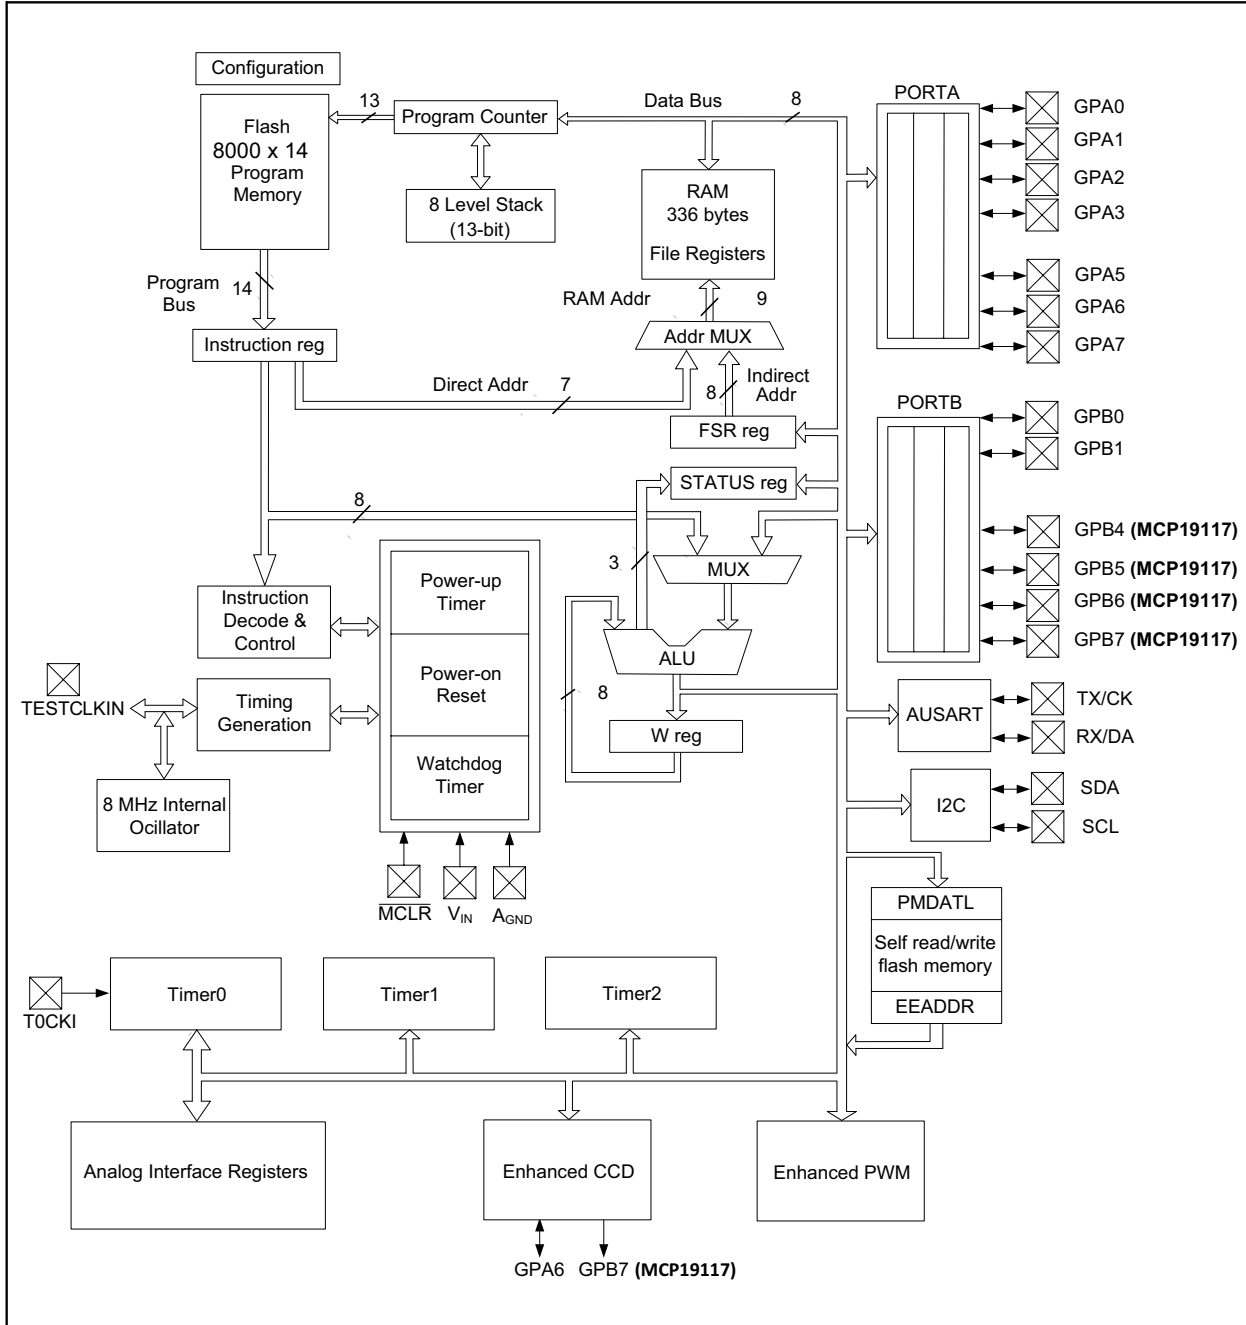 Configuration
Flash
8000 x 14
Program
Memory
13
Program Counter
8 Level Stack
(13-bit)
Data Bus
8
RAM
336 bytes
File Registers
RAM Addr
9
Addr MUX
Program
Bus
14
Instruction reg
Direct Addr
7
8
Indirect
Addr
FSR reg
STATUS reg
8
3
MUX
ALU
8
W reg
Instruction
Decode &
Control
Power-up
Timer
Power-on
Reset
Watchdog
Timer
TESTCLKIN
Timing
Generation
8 MHz Internal
Ocillator
MCLR
VIN
AGND
PORTA
GPA0
GPA1
GPA2
GPA3
GPA5
GPA6
GPA7
PORTB
GPB0
GPB1
GPB4 (MCP19117)
GPB5 (MCP19117)
GPB6 (MCP19117)
GPB7 (MCP19117)
AUSART
TX/CK
RX/DA
I2C
SDA
SCL
PMDATL
Self read/write
flash memory
EEADDR
T0CKI
Timer0
Timer1
Timer2
Analog Interface Registers
Enhanced CCD
Enhanced PWM
GPA6
GPB7 (MCP19117)